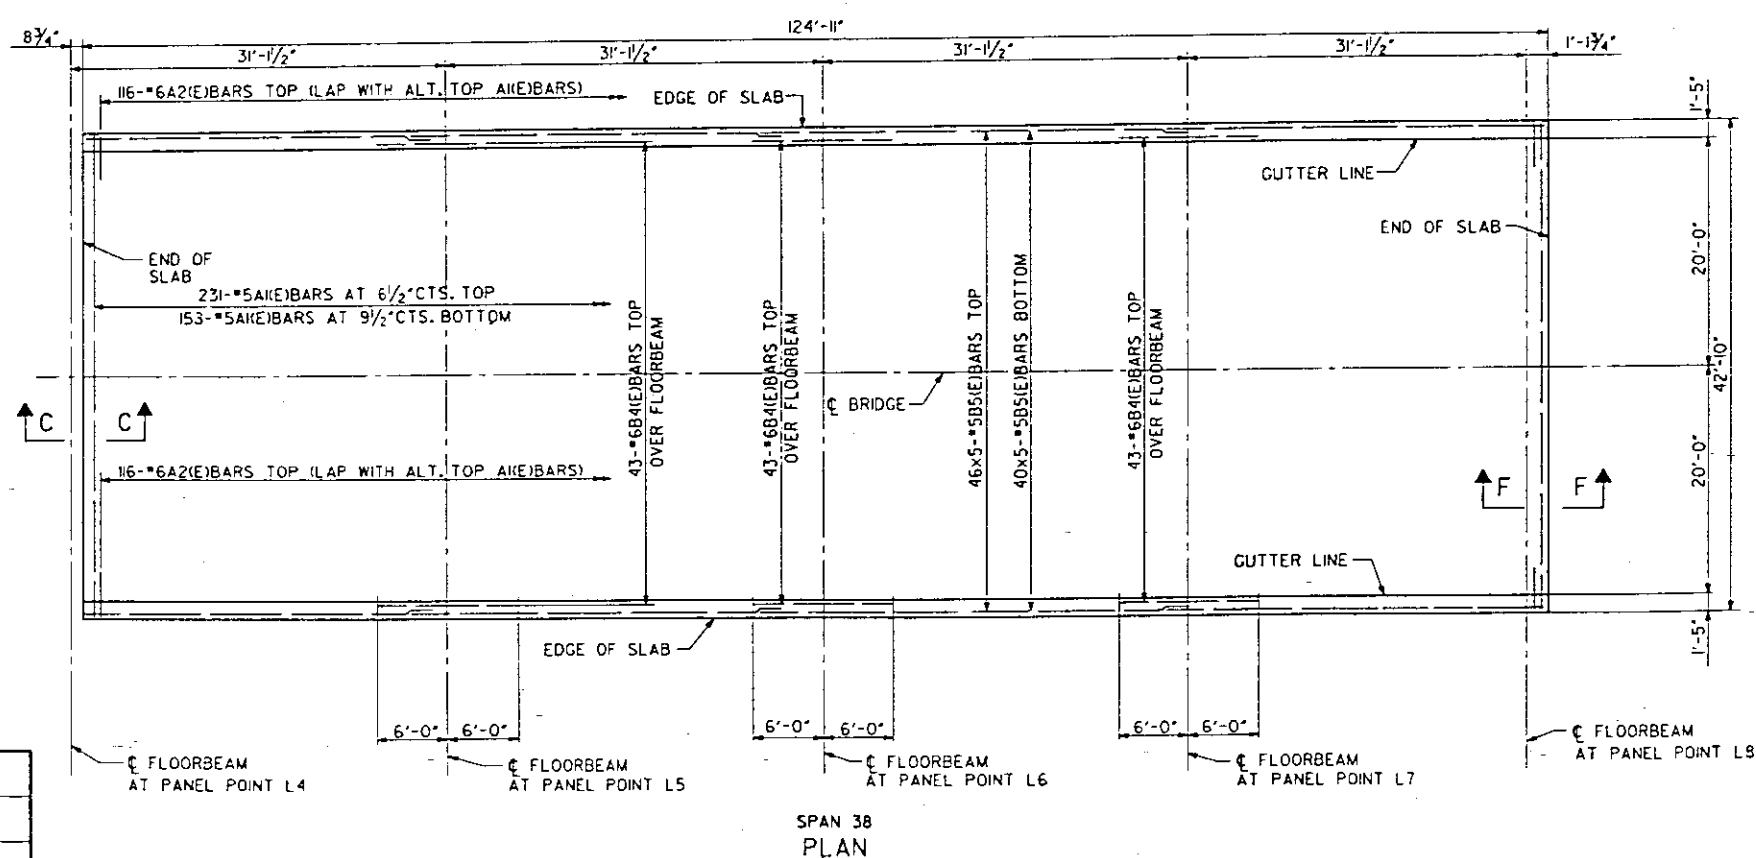 124'-11"
8¾"
31'-1½"
31'-1½"
31'-1½"
31'-1½"
1'-1¾"
116-#6A2(E)BARS TOP (LAP WITH ALT. TOP A1(E)BARS)
EDGE OF SLAB
1'-5"
GUTTER LINE
END OF SLAB
END OF
SLAB
20'-0"
231-#5A1(E)BARS AT 6½"CTS. TOP
153-#5A1(E)BARS AT 9½"CTS. BOTTOM
43-#6B4(E)BARS TOP
OVER FLOORBEAM
43-#6B4(E)BARS TOP
OVER FLOORBEAM
46x5-#5B5(E)BARS TOP
40x5-#5B5(E)BARS BOTTOM
43-#6B4(E)BARS TOP
OVER FLOORBEAM
42'-10"
℄ BRIDGE
C C
116-#6A2(E)BARS TOP (LAP WITH ALT. TOP A1(E)BARS)
F F
20'-0"
GUTTER LINE
EDGE OF SLAB
1'-5"
6'-0" 6'-0"
6'-0" 6'-0"
6'-0" 6'-0"
℄ FLOORBEAM
AT PANEL POINT L4
℄ FLOORBEAM
AT PANEL POINT L5
℄ FLOORBEAM
AT PANEL POINT L6
℄ FLOORBEAM
AT PANEL POINT L7
℄ FLOORBEAM
AT PANEL POINT L8
SPAN 38
PLAN